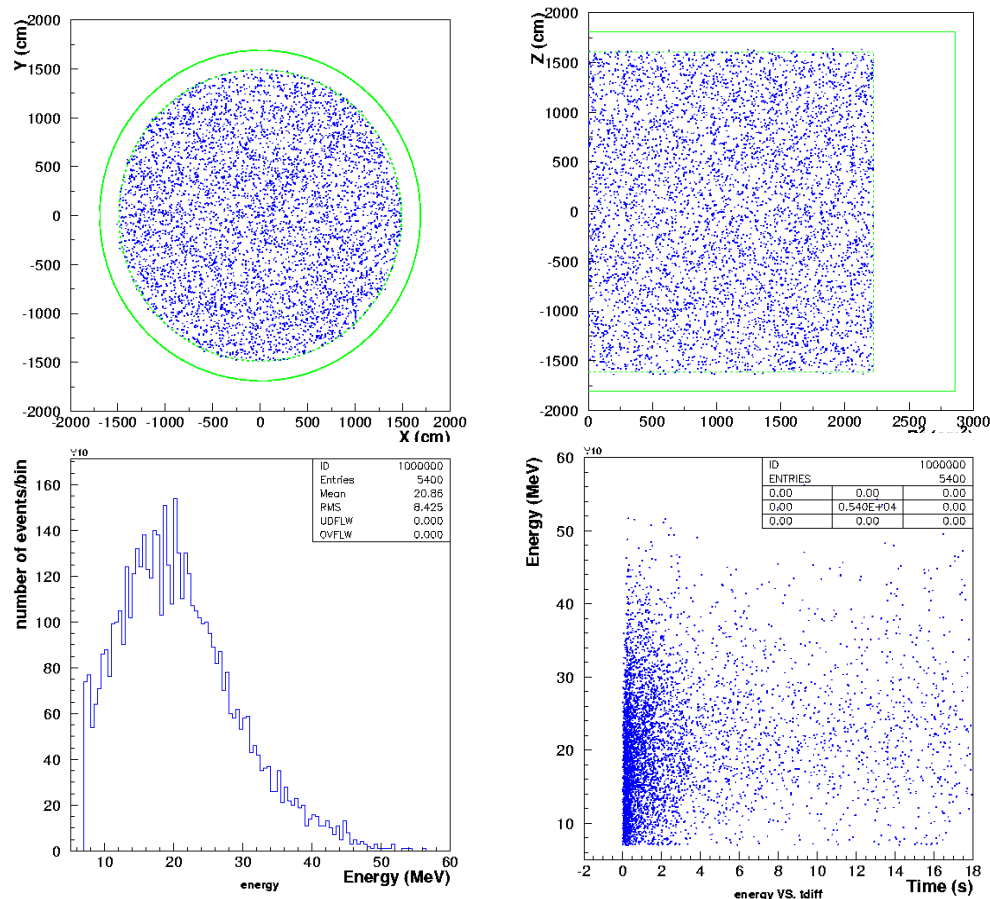 Y (cm)
2000
1500
1000
500
0
-500
-1000
-1500
-2000
-2000 -1500 -1000 -500 0 500 1000 1500 2000
X (cm)
Z (cm)
2000
1500
1000
500
0
-500
-1000
-1500
-2000
0 500 1000 1500 2000 2500 3000
number of events/bin
ID 1000000
Entries 5400
Mean 20.86
RMS 8.425
UDFLW 0.000
OVFLW 0.000
160
140
120
100
80
60
40
20
0
10 20 30 40 50 60
energy
Energy (MeV)
Energy (MeV)
ID 1000000
ENTRIES 5400
0.00 0.00 0.00
0.00 0.540E+04 0.00
0.00 0.00 0.00
60
50
40
30
20
10
-2 0 2 4 6 8 10 12 14 16 18
energy VS. tdiff
Time (s)